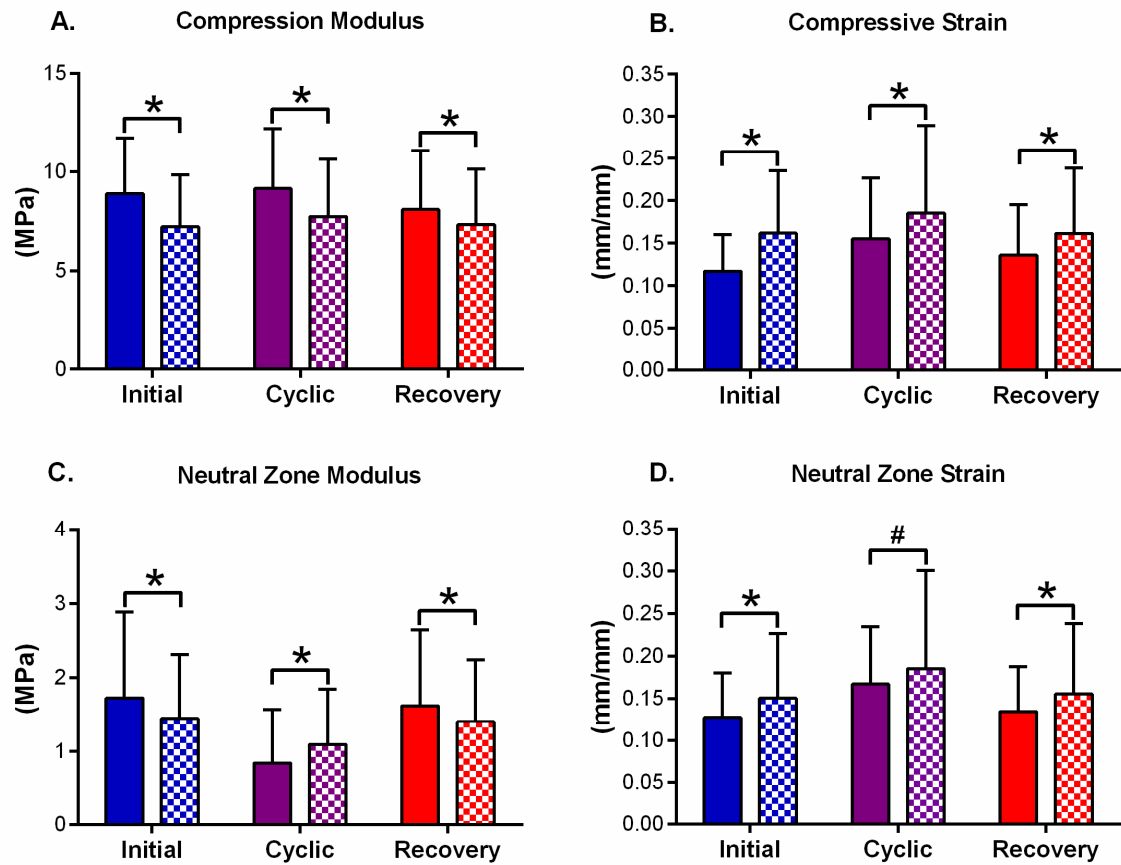 A. Compression Modulus
(MPa)
15
10
5
0
* * *
Initial Cyclic Recovery
B. Compressive Strain
(mm/mm)
0.35
0.30
0.25
0.20
0.15
0.10
0.05
0.00
* * *
Initial Cyclic Recovery
C. Neutral Zone Modulus
(MPa)
4
3
2
1
0
* * *
Initial Cyclic Recovery
D. Neutral Zone Strain
(mm/mm)
0.35
0.30
0.25
0.20
0.15
0.10
0.05
0.00
* # *
Initial Cyclic Recovery